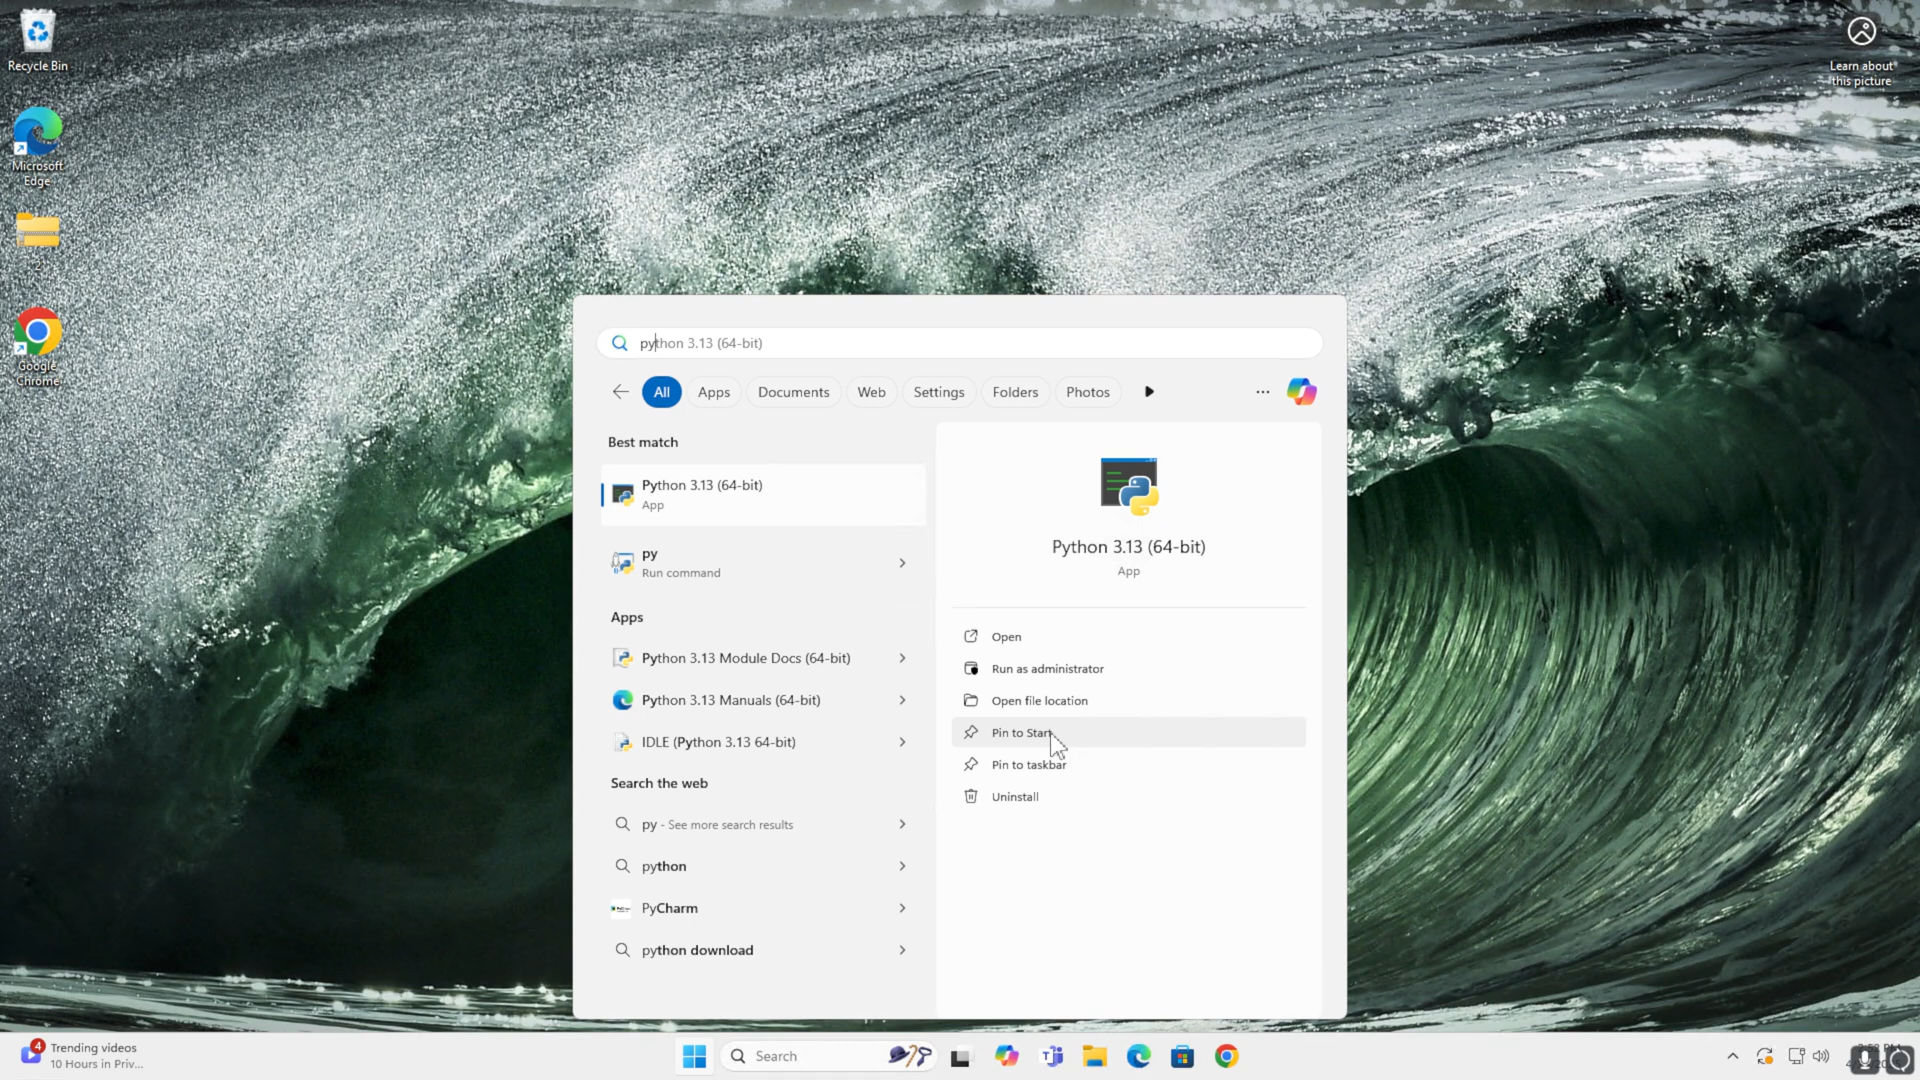 Recycle Bin
Learn about
this picture
Microsoft
Edge
2
Google
Chrome
python 3.13 (64-bit)
All
Apps
Documents
Web
Settings
Folders
Photos
Best match
Python 3.13 (64-bit)
App
py
Run command
Apps
Python 3.13 Module Docs (64-bit)
Python 3.13 Manuals (64-bit)
IDLE (Python 3.13 64-bit)
Search the web
py - See more search results
python
PyCharm
python download
Python 3.13 (64-bit)
App
Open
Run as administrator
Open file location
Pin to Start
Pin to taskbar
Uninstall
4
Trending videos
10 Hours in Priv...
Search